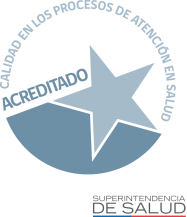 CALIDAD EN LOS PROCESOS DE ATENCIÓN EN SALUD
ACREDITADO
SUPERINTENDENCIA
DE SALUD